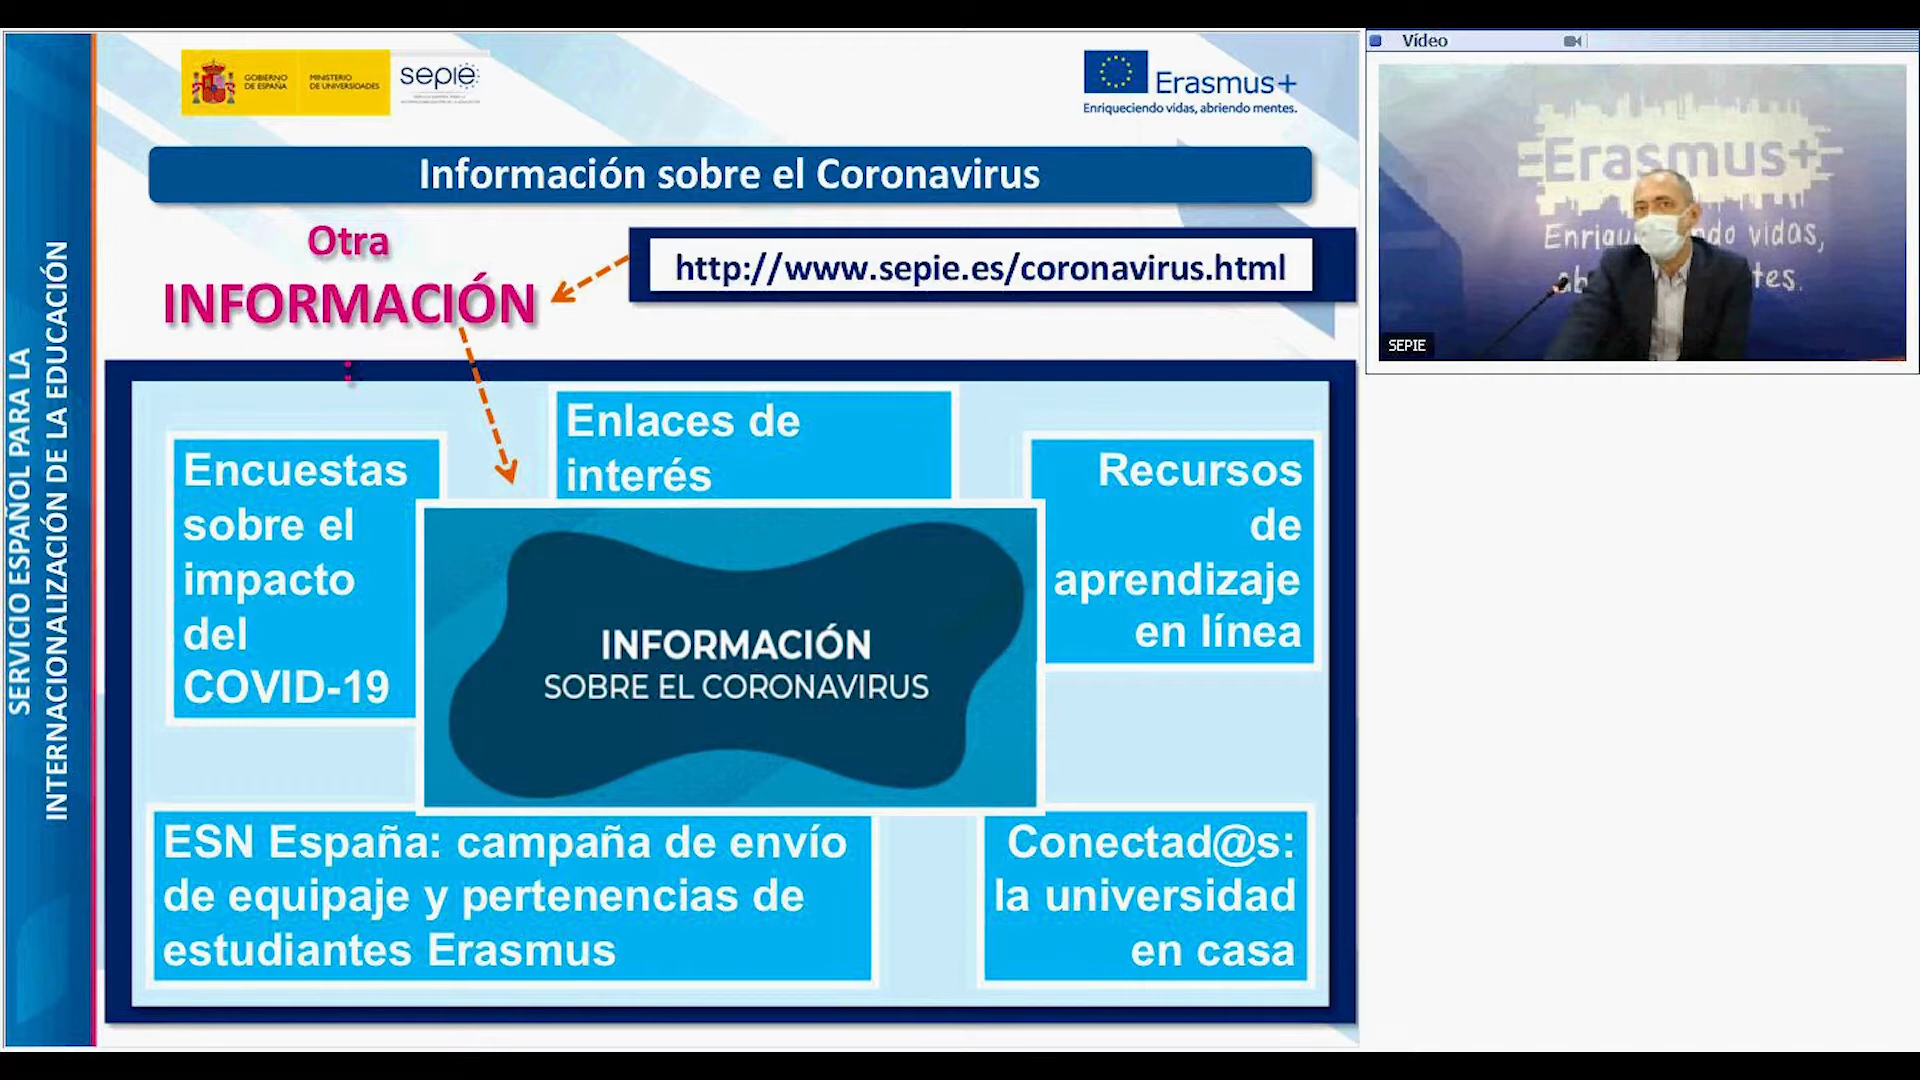 SERVICIO ESPAÑOL PARA LA
INTERNACIONALIZACIÓN DE LA EDUCACIÓN
GOBIERNO
DE ESPAÑA
MINISTERIO
DE UNIVERSIDADES
sepie
Erasmus+
Enriqueciendo vidas, abriendo mentes.
Información sobre el Coronavirus
Otra
INFORMACIÓN
:
http://www.sepie.es/coronavirus.html
Encuestas
sobre el
impacto
del
COVID-19
Enlaces de
interés
Recursos
de
aprendizaje
en línea
INFORMACIÓN
SOBRE EL CORONAVIRUS
ESN España: campaña de envío
de equipaje y pertenencias de
estudiantes Erasmus
Conectad@s:
la universidad
en casa
Vídeo
Erasmus+
vidas,
SEPIE